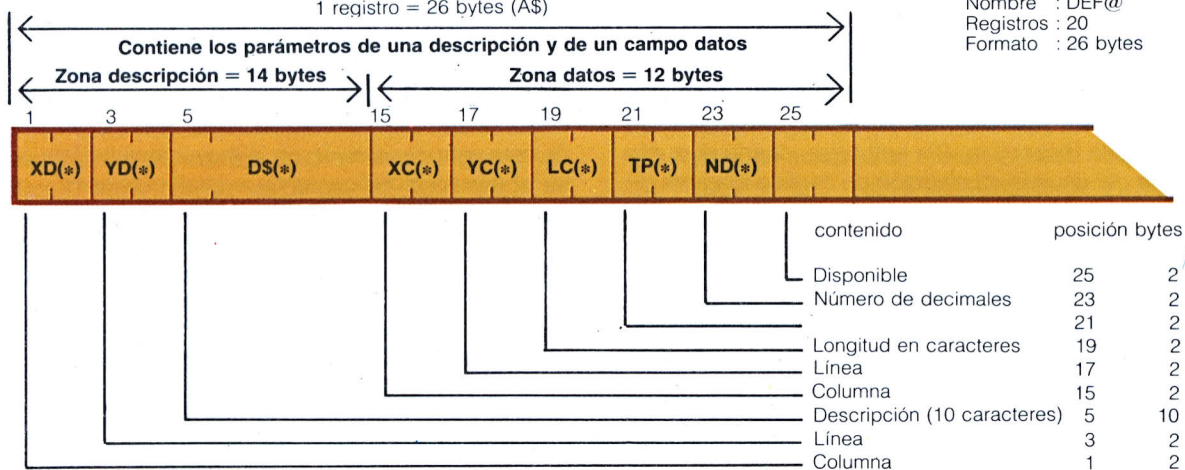 1 registro = 26 bytes (A$)
Nombre : DEF@
Registros : 20
Formato : 26 bytes
Contiene los parámetros de una descripción y de un campo datos
Zona descripción = 14 bytes
Zona datos = 12 bytes
1 3 5 15 17 19 21 23 25
XD(*) YD(*) D$(*) XC(*) YC(*) LC(*) TP(*) ND(*)
contenido posición bytes
Disponible 25 2
Número de decimales 23 2
21 2
Longitud en caracteres 19 2
Línea 17 2
Columna 15 2
Descripción (10 caracteres) 5 10
Línea 3 2
Columna 1 2